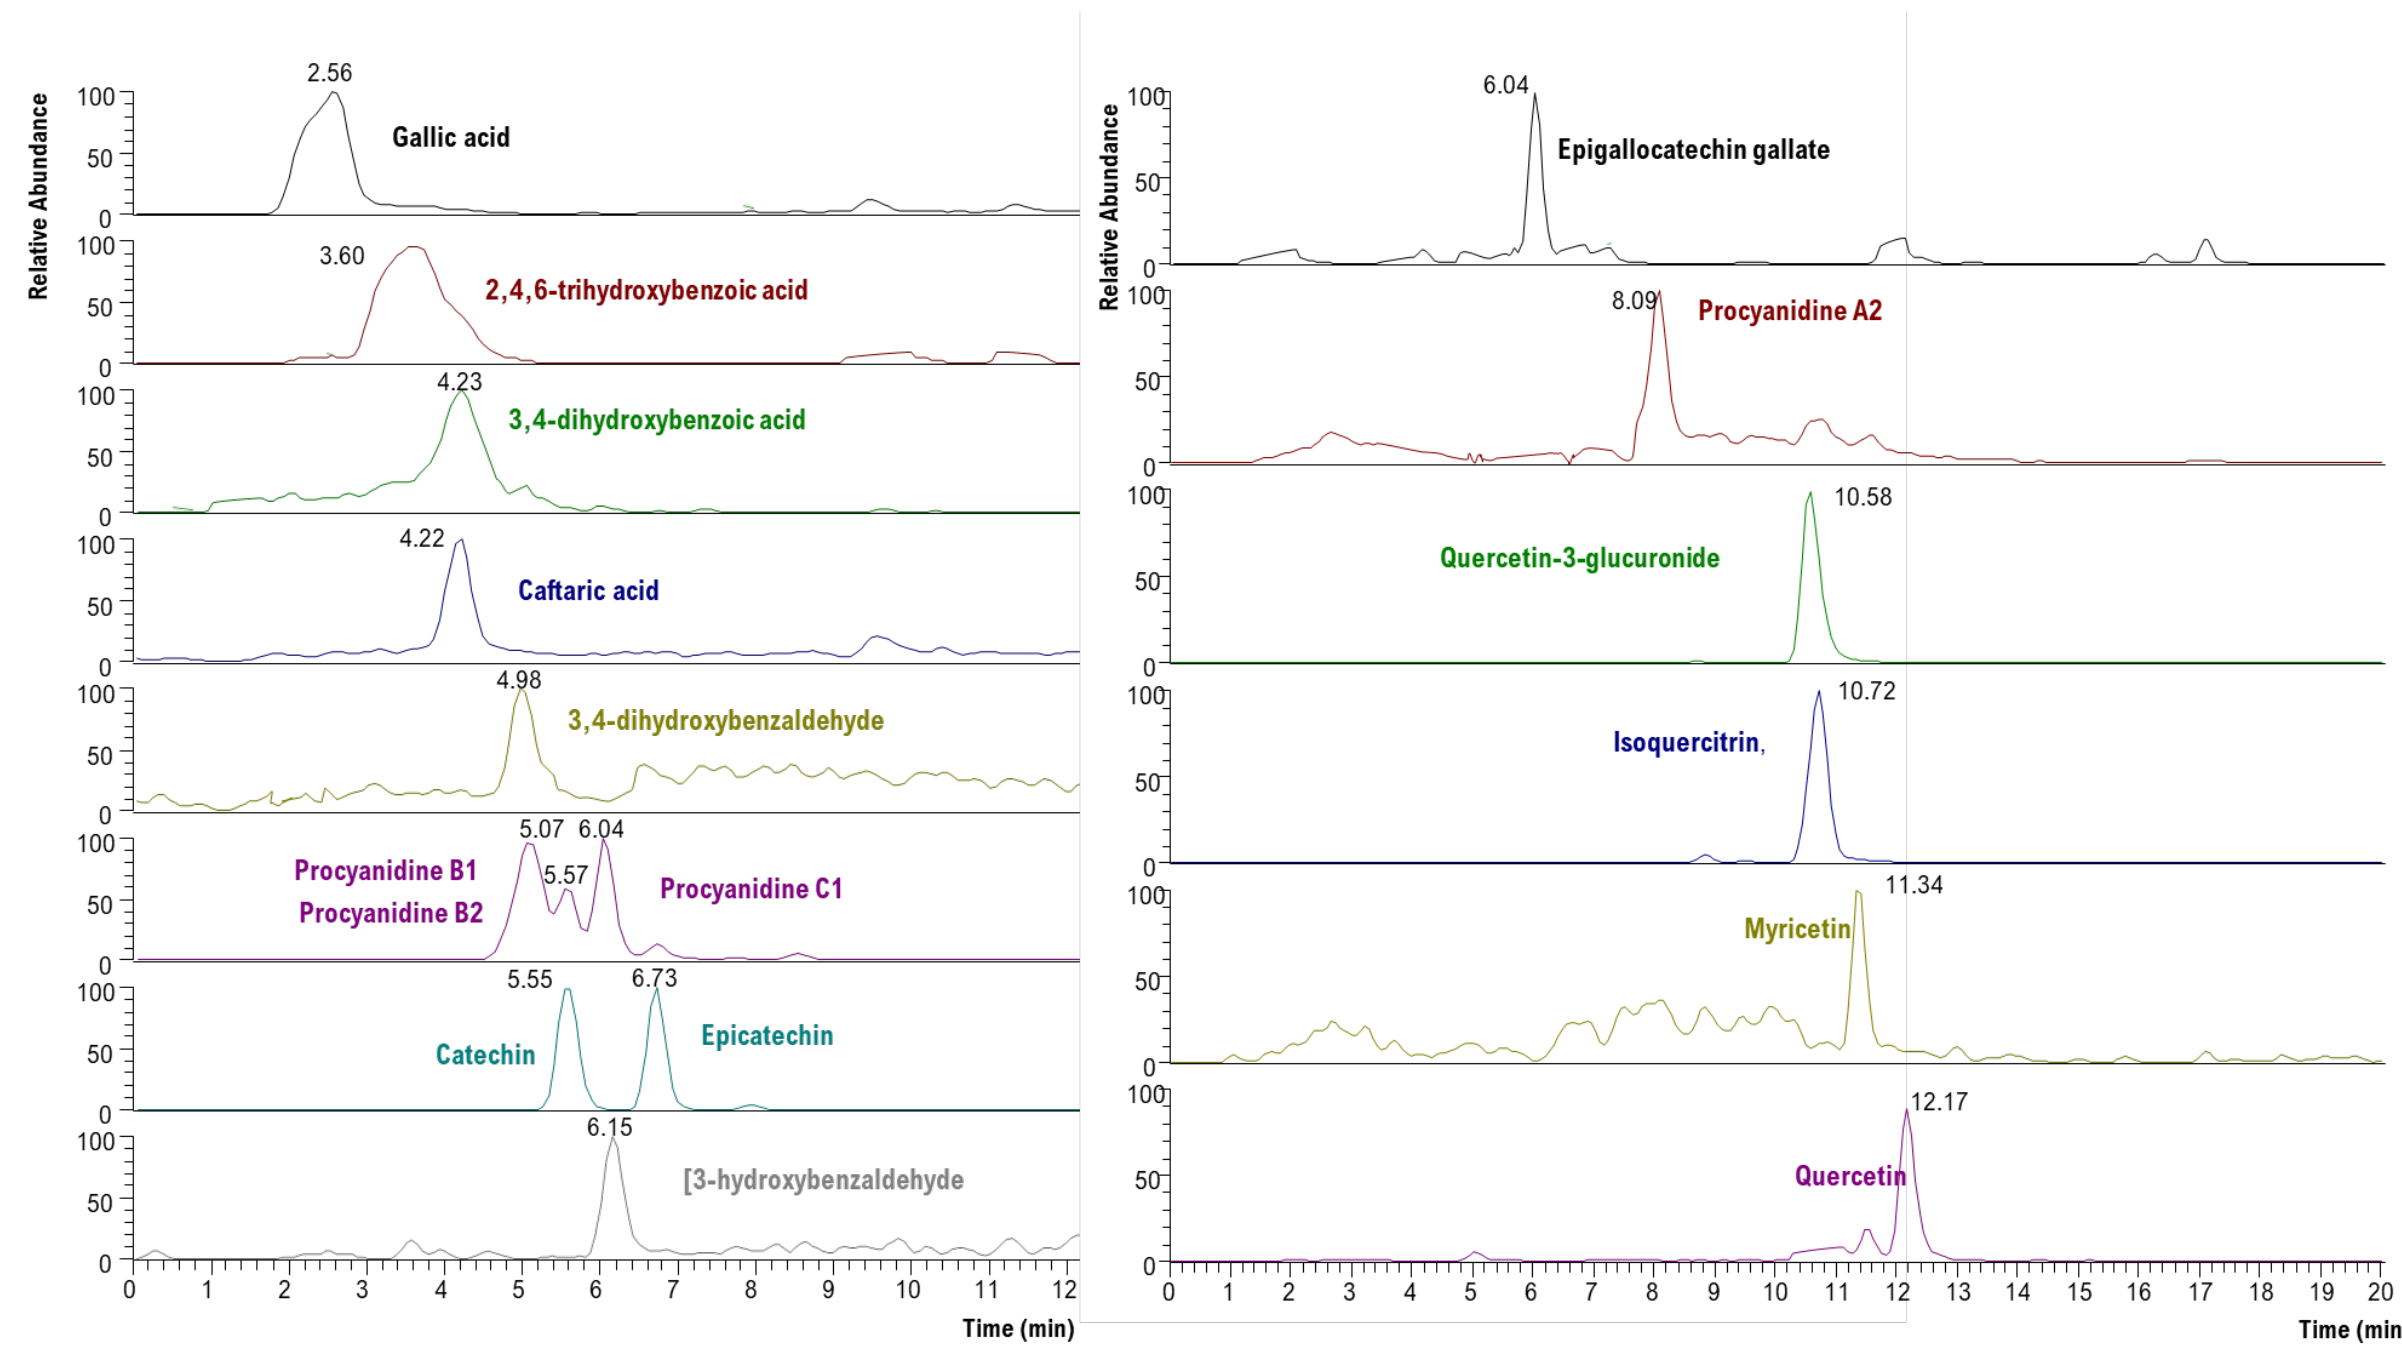 2.56
Relative Abundance
100
50
0
Gallic acid
3.60
100
50
0
2,4,6-trihydroxybenzoic acid
4.23
100
50
0
3,4-dihydroxybenzoic acid
4.22
100
50
0
Caftaric acid
4.98
100
50
0
3,4-dihydroxybenzaldehyde
5.07 6.04
5.57
100
50
0
Procyanidine B1
Procyanidine B2
Procyanidine C1
5.55 6.73
100
50
0
Catechin
Epicatechin
6.15
100
50
0
[3-hydroxybenzaldehyde
0 1 2 3 4 5 6 7 8 9 10 11 12
Time (min)
6.04
Relative Abundance
100
50
0
Epigallocatechin gallate
8.09
100
50
0
Procyanidine A2
10.58
100
50
0
Quercetin-3-glucuronide
10.72
100
50
0
Isoquercitrin,
11.34
100
50
0
Myricetin
12.17
100
50
0
Quercetin
0 1 2 3 4 5 6 7 8 9 10 11 12 13 14 15 16 17 18 19 20
Time (min